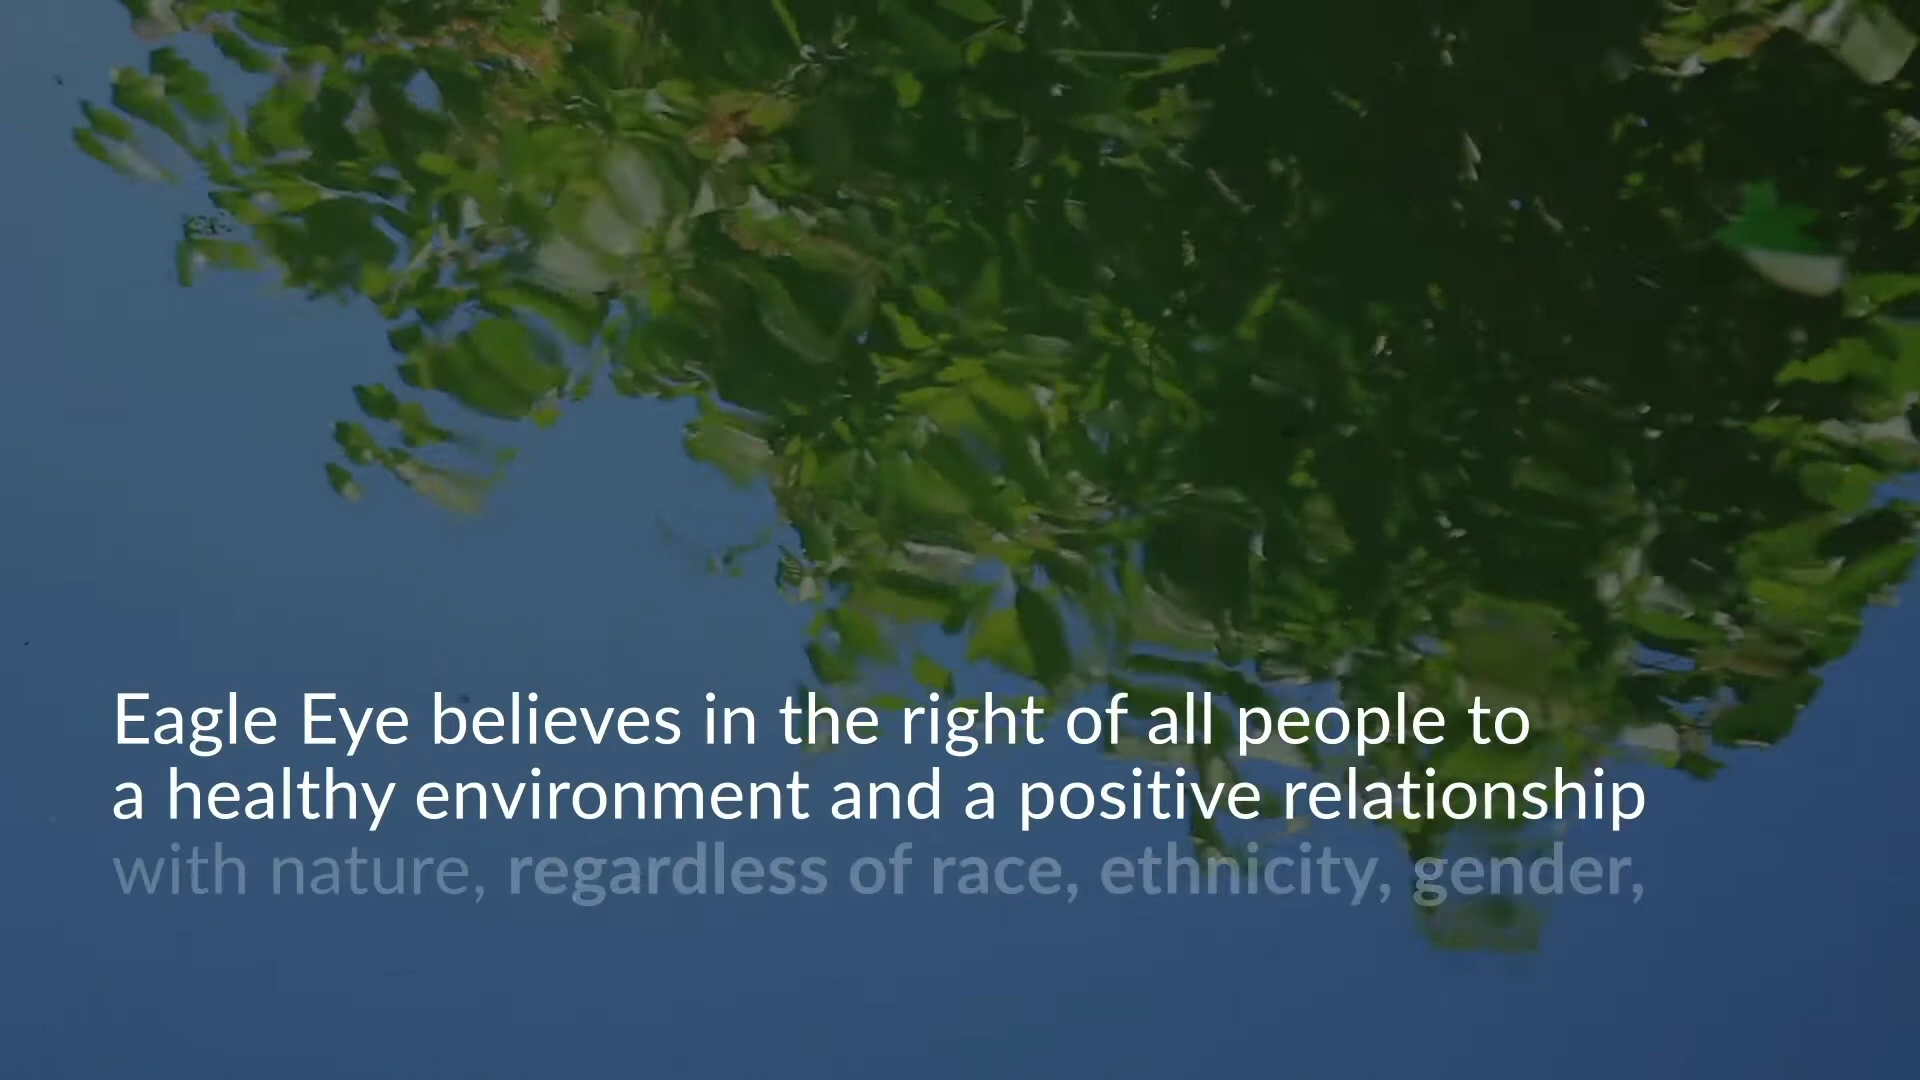 Eagle Eye believes in the right of all people to
a healthy environment and a positive relationship
with nature, regardless of race, ethnicity, gender,